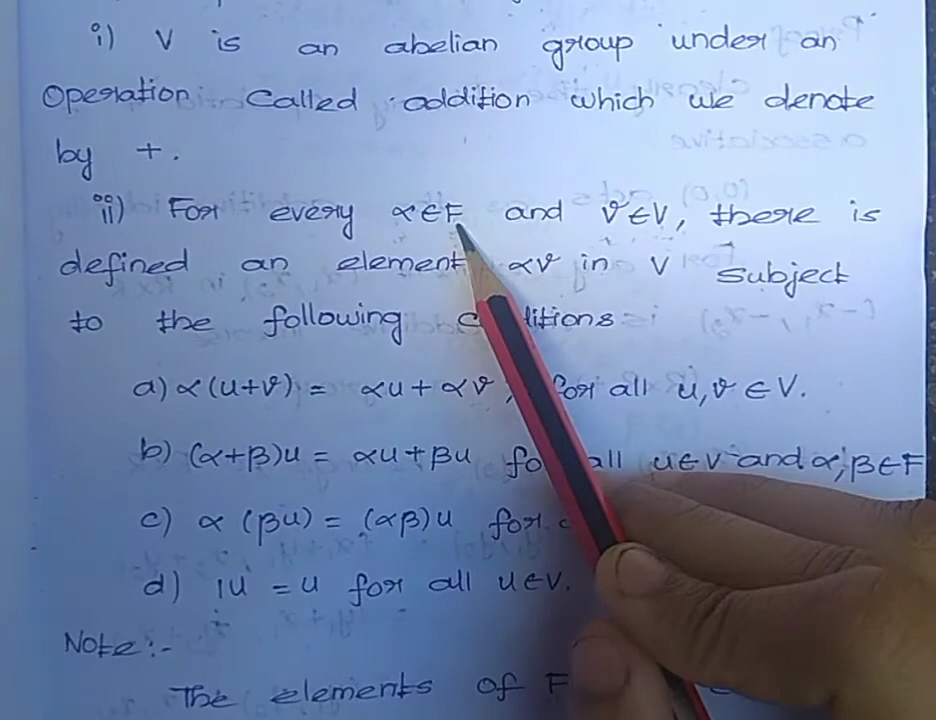 i) V is an abelian group under an
Operation called addition which we denote
by +.
ii) For every α∈F and v∈V, there is
defined an element αv in V subject
to the following
a) α(u+v) = αu + αv, for all u,v ∈ V.
b) (α+β)u = αu+βu all u∈V and α,β∈F
c) α (βu) = (αβ)u for
d) 1u = u for all u∈V.
Note:-
The elements of F